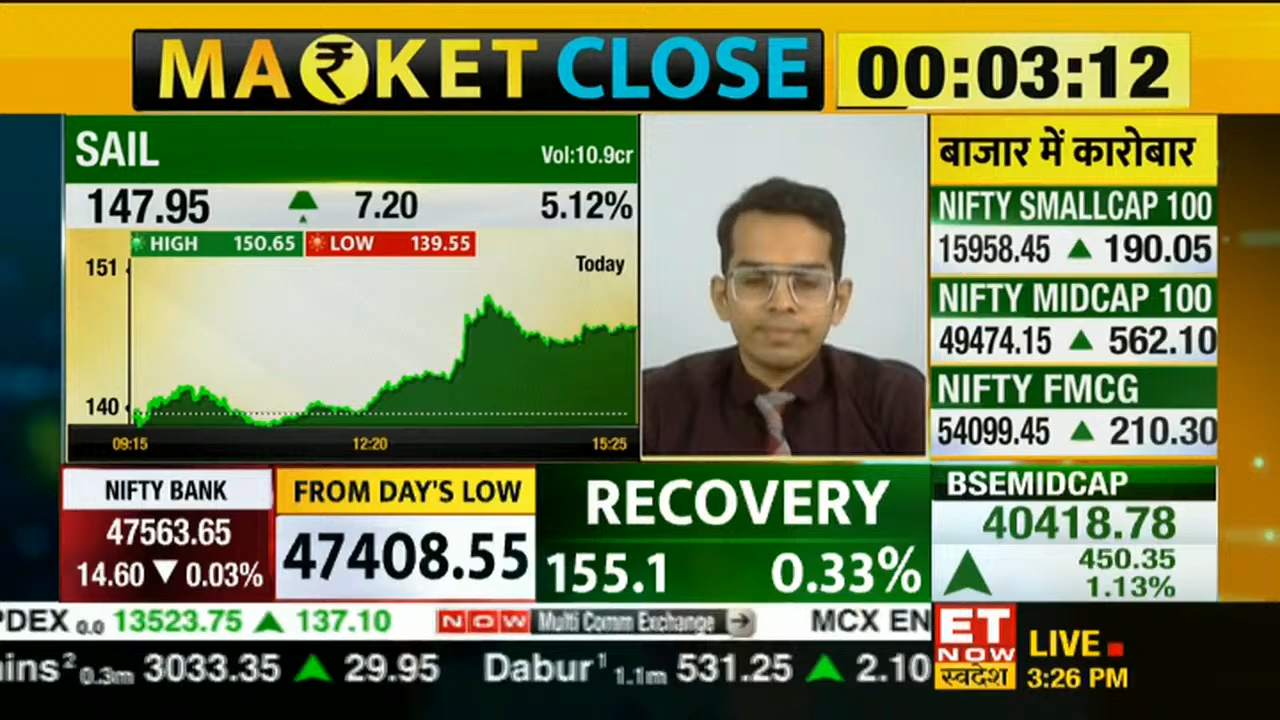 MA₹KET CLOSE
00:03:12
SAIL
Vol:10.9cr
147.95 ▲ 7.20 5.12%
HIGH 150.65 LOW 139.55
151
Today
140
09:15 12:20 15:25
बाजार में कारोबार
NIFTY SMALLCAP 100
15958.45 ▲ 190.05
NIFTY MIDCAP 100
49474.15 ▲ 562.10
NIFTY FMCG
54099.45 ▲ 210.30
NIFTY BANK
47563.65
14.60 ▼ 0.03%
FROM DAY'S LOW
47408.55
RECOVERY
155.1 0.33%
BSEMIDCAP
40418.78
▲ 450.35
1.13%
PDEX 0.0 13523.75 ▲ 137.10 NOW Multi Comm Exchange MCX EN
ins² 0.3m 3033.35 ▲ 29.95 Dabur¹ 1.1m 531.25 ▲ 2.10
ET
NOW
स्वदेश
LIVE
3:26 PM